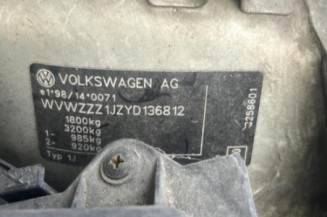 VOLKSWAGEN AG
e1*98/14*0071
WVWZZZ1JZYD136812
1800kg
3200kg
1- 985kg
2- 920kg
Typ 1J